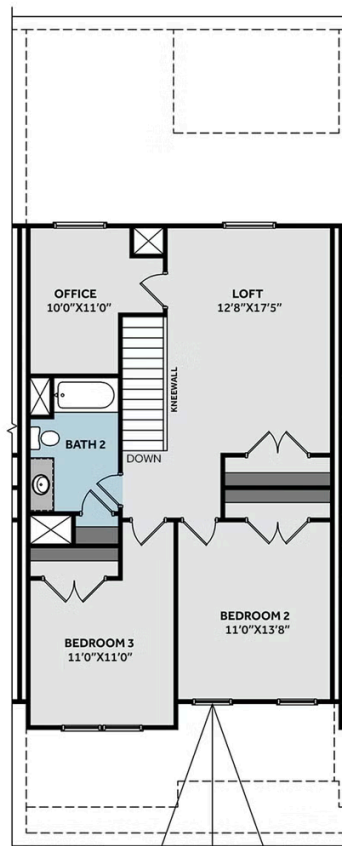 OFFICE
10'0"X11'0"
LOFT
12'8"X17'5"
KNEEWALL
BATH 2
DOWN
BEDROOM 2
11'0"X13'8"
BEDROOM 3
11'0"X11'0"